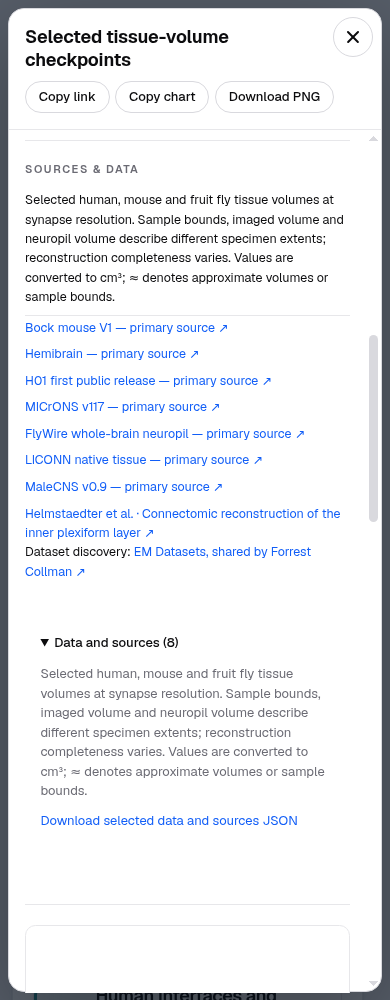 Selected tissue-volume
checkpoints
Copy link
Copy chart
Download PNG
SOURCES & DATA
Selected human, mouse and fruit fly tissue volumes at
synapse resolution. Sample bounds, imaged volume and
neuropil volume describe different specimen extents;
reconstruction completeness varies. Values are
converted to cm³; ≈ denotes approximate volumes or
sample bounds.
Bock mouse V1 — primary source ↗
Hemibrain — primary source ↗
H01 first public release — primary source ↗
MICrONS v117 — primary source ↗
FlyWire whole-brain neuropil — primary source ↗
LICONN native tissue — primary source ↗
MaleCNS v0.9 — primary source ↗
Helmstaedter et al. · Connectomic reconstruction of the
inner plexiform layer ↗
Dataset discovery: EM Datasets, shared by Forrest
Collman ↗
▼ Data and sources (8)
Selected human, mouse and fruit fly tissue
volumes at synapse resolution. Sample bounds,
imaged volume and neuropil volume describe
different specimen extents; reconstruction
completeness varies. Values are converted to
cm³; ≈ denotes approximate volumes or sample
bounds.
Download selected data and sources JSON
Human interfaces and